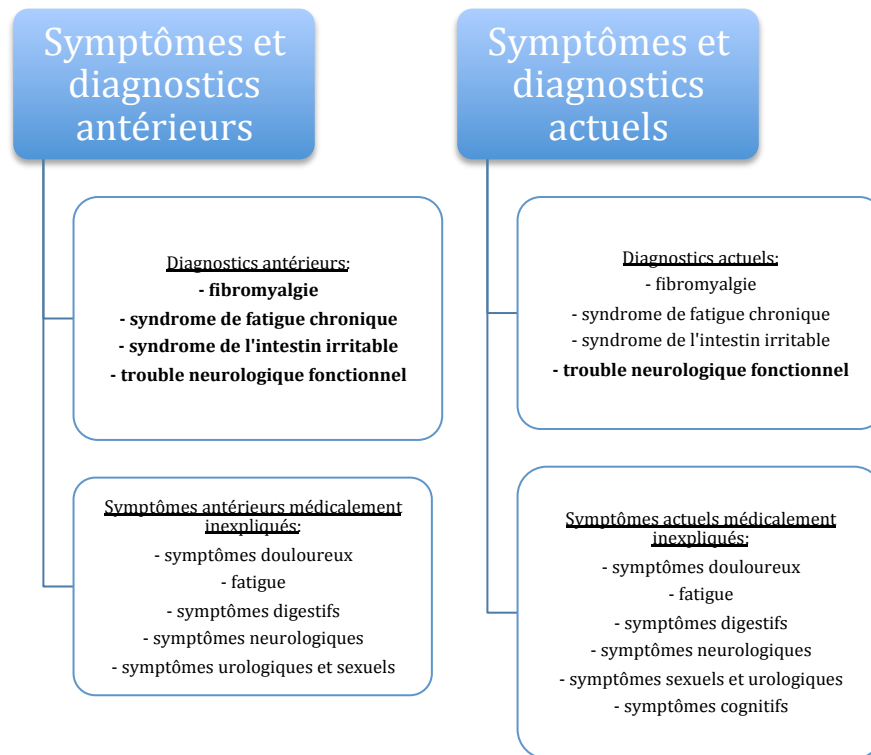 Symptômes et
diagnostics
antérieurs
Diagnostics antérieurs:
- fibromyalgie
- syndrome de fatigue chronique
- syndrome de l'intestin irritable
- trouble neurologique fonctionnel
Symptômes antérieurs médicalement
inexpliqués:
- symptômes douloureux
- fatigue
- symptômes digestifs
- symptômes neurologiques
- symptômes urologiques et sexuels
Symptômes et
diagnostics
actuels
Diagnostics actuels:
- fibromyalgie
- syndrome de fatigue chronique
- syndrome de l'intestin irritable
- trouble neurologique fonctionnel
Symptômes actuels médicalement
inexpliqués:
- symptômes douloureux
- fatigue
- symptômes digestifs
- symptômes neurologiques
- symptômes sexuels et urologiques
- symptômes cognitifs